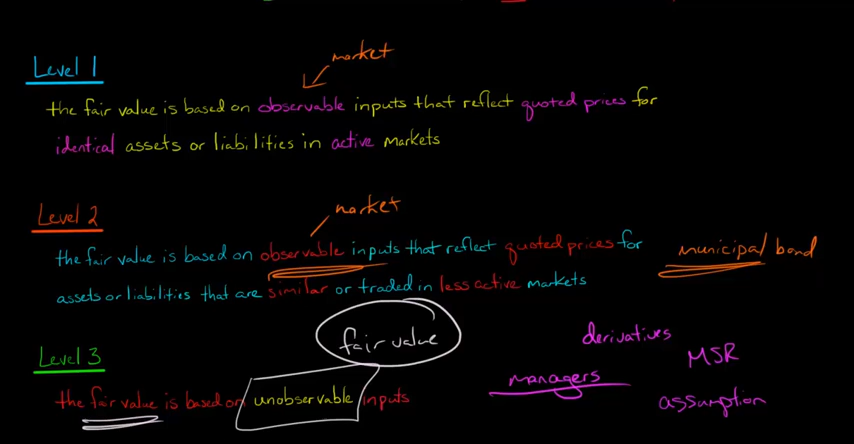 market
Level 1
the fair value is based on observable inputs that reflect quoted prices for
identical assets or liabilities in active markets
market
Level 2
the fair value is based on observable inputs that reflect quoted prices for
municipal bond
assets or liabilities that are similar or traded in less active markets
fair value
derivatives
Level 3
MSR
managers
the fair value is based on unobservable inputs
assumption